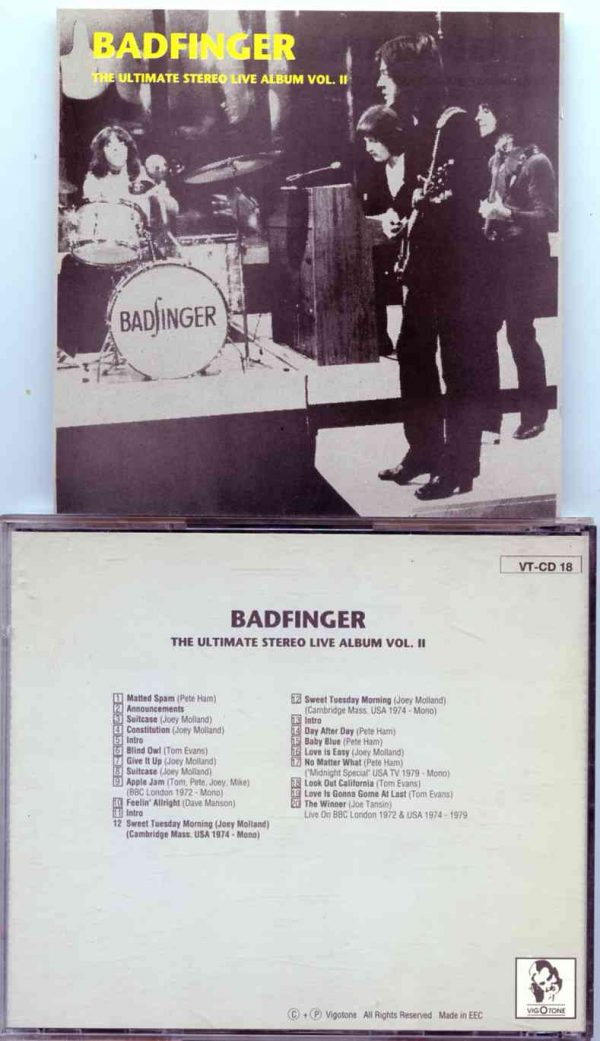 BADFINGER
THE ULTIMATE STEREO LIVE ALBUM VOL. II
BADFINGER
VT-CD 18
BADFINGER
THE ULTIMATE STEREO LIVE ALBUM VOL. II
1 Matted Spam (Pete Ham)
2 Announcements
3 Suitcase (Joey Molland)
4 Constitution (Joey Molland)
5 Intro
6 Blind Owl (Tom Evans)
7 Give It Up (Joey Molland)
8 Suitcase (Joey Molland)
9 Apple Jam (Tom, Pete, Joey, Mike)
(BBC London 1972 - Mono)
10 Feelin' Allright (Dave Manson)
11 Intro
12 Sweet Tuesday Morning (Joey Molland)
(Cambridge Mass. USA 1974 - Mono)
12 Sweet Tuesday Morning (Joey Molland)
(Cambridge Mass. USA 1974 - Mono)
13 Intro
14 Day After Day (Pete Ham)
15 Baby Blue (Pete Ham)
16 Love is Easy (Joey Molland)
17 No Matter What (Pete Ham)
("Midnight Special" USA TV 1979 - Mono)
18 Look Out California (Tom Evans)
19 Love Is Gonna Gome At Last (Tom Evans)
20 The Winner (Joe Tansin)
Live On BBC London 1972 & USA 1974 - 1979
VIGOTONE
© + ℗ Vigotone All Rights Reserved Made in EEC